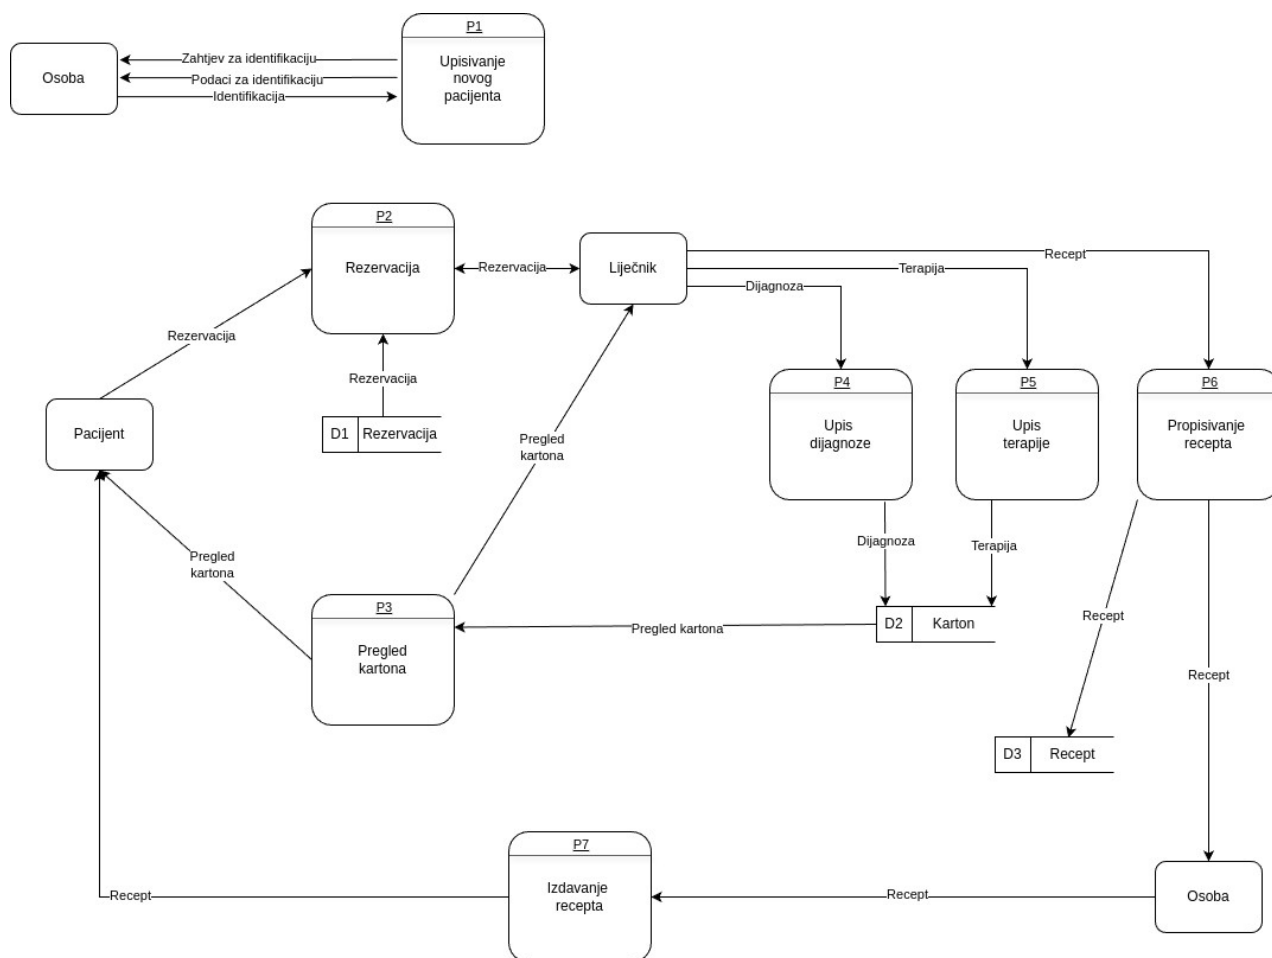 P1
Osoba
Zahtjev za identifikaciju
Podaci za identifikaciju
Identifikacija
Upisivanje
novog
pacijenta
P2
Rezervacija
Rezervacija
Liječnik
Recept
Terapija
Dijagnoza
Rezervacija
Rezervacija
D1
Rezervacija
Pacijent
P4
Upis
dijagnoze
P5
Upis
terapije
P6
Propisivanje
recepta
Pregled
kartona
Pregled
kartona
Dijagnoza
Terapija
P3
Pregled
kartona
Pregled kartona
D2
Karton
Recept
Recept
D3
Recept
P7
Izdavanje
recepta
Recept
Recept
Osoba